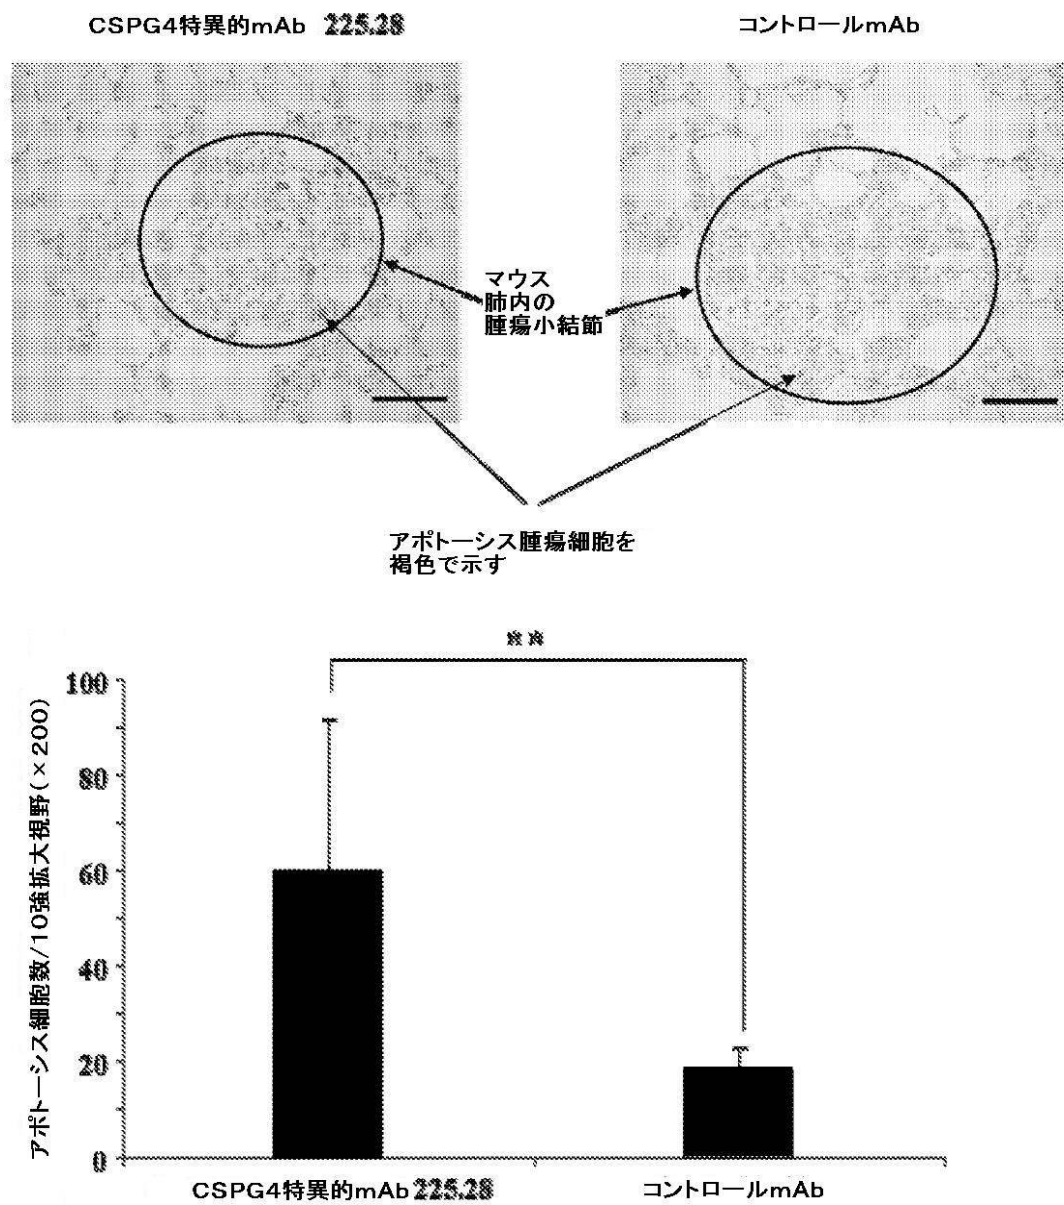 CSPG4特異的mAb 225.28
コントロールmAb
マウス
肺内の
腫瘍小結節
アポトーシス腫瘍細胞を
褐色で示す
**
アポトーシス細胞数/10強拡大視野(×200)
100
80
60
40
20
0
CSPG4特異的mAb 225.28
コントロールmAb